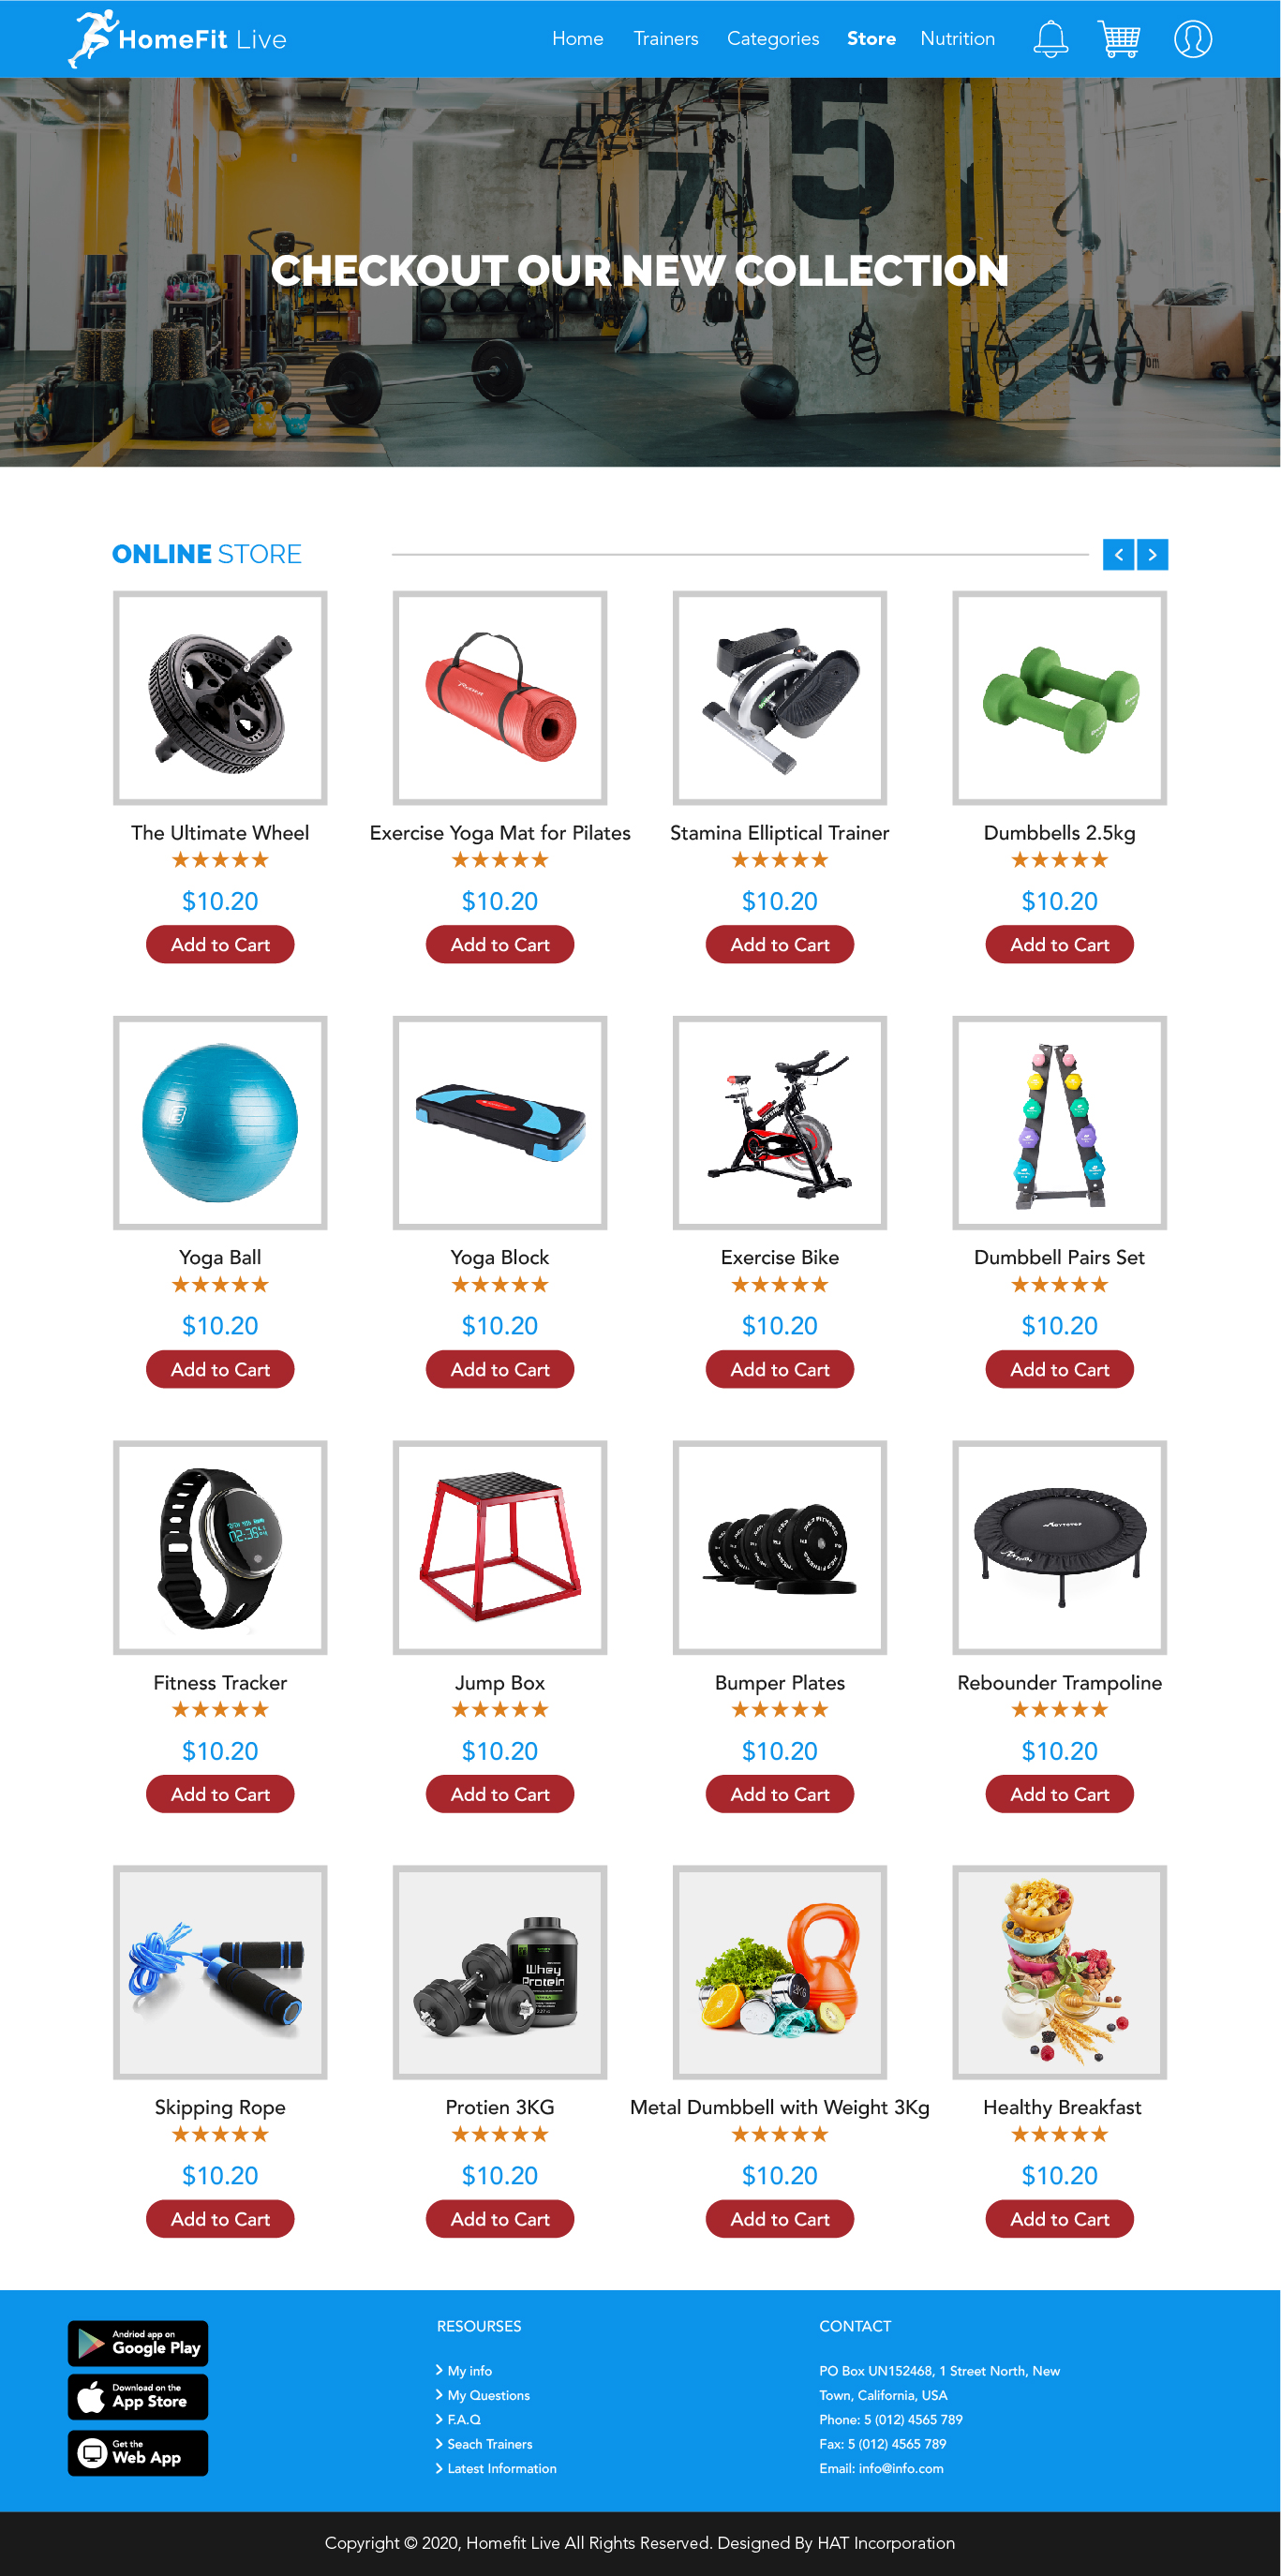 HomeFit Live
Home Trainers Categories Store Nutrition
75
CHECKOUT OUR NEW COLLECTION
ONLINE STORE
The Ultimate Wheel Exercise Yoga Mat for Pilates Stamina Elliptical Trainer Dumbbells 2.5kg
$10.20 $10.20 $10.20 $10.20
Add to Cart Add to Cart Add to Cart Add to Cart
Yoga Ball Yoga Block Exercise Bike Dumbbell Pairs Set
$10.20 $10.20 $10.20 $10.20
Add to Cart Add to Cart Add to Cart Add to Cart
02:35
Fitness Tracker Jump Box Bumper Plates Rebounder Trampoline
$10.20 $10.20 $10.20 $10.20
Add to Cart Add to Cart Add to Cart Add to Cart
Whey
Protein
Skipping Rope Protien 3KG Metal Dumbbell with Weight 3Kg Healthy Breakfast
$10.20 $10.20 $10.20 $10.20
Add to Cart Add to Cart Add to Cart Add to Cart
Andriod app on
Google Play
Download on the
App Store
Get the
Web App
RESOURSES
My info
My Questions
F.A.Q
Seach Trainers
Latest Information
CONTACT
PO Box UN152468, 1 Street North, New
Town, California, USA
Phone: 5 (012) 4565 789
Fax: 5 (012) 4565 789
Email: info@info.com
Copyright © 2020, Homefit Live All Rights Reserved. Designed By HAT Incorporation